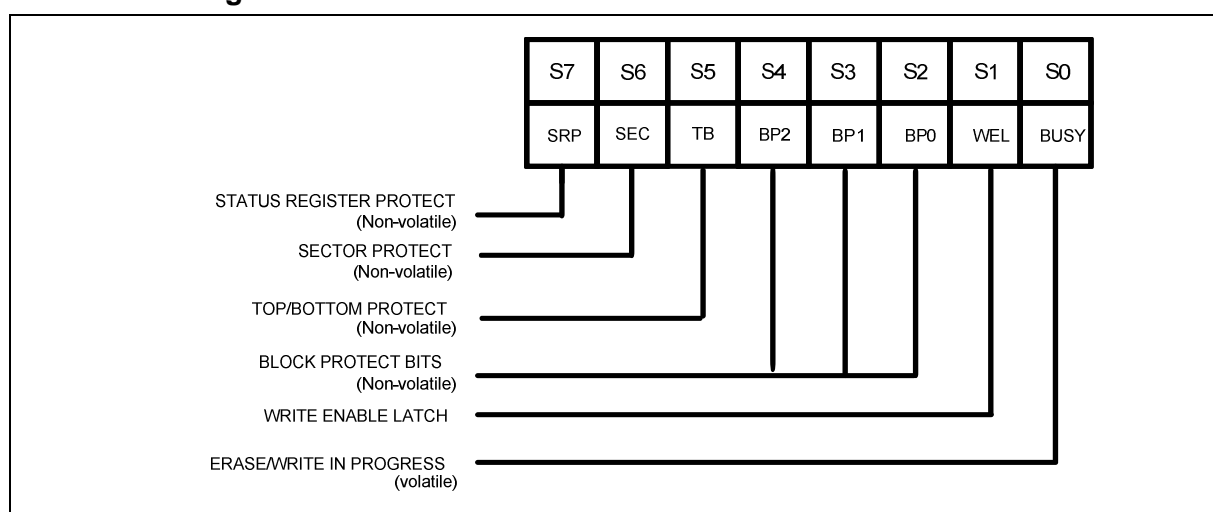 S7 S6 S5 S4 S3 S2 S1 S0
SRP SEC TB BP2 BP1 BP0 WEL BUSY
STATUS REGISTER PROTECT
(Non-volatile)
SECTOR PROTECT
(Non-volatile)
TOP/BOTTOM PROTECT
(Non-volatile)
BLOCK PROTECT BITS
(Non-volatile)
WRITE ENABLE LATCH
ERASE/WRITE IN PROGRESS
(volatile)